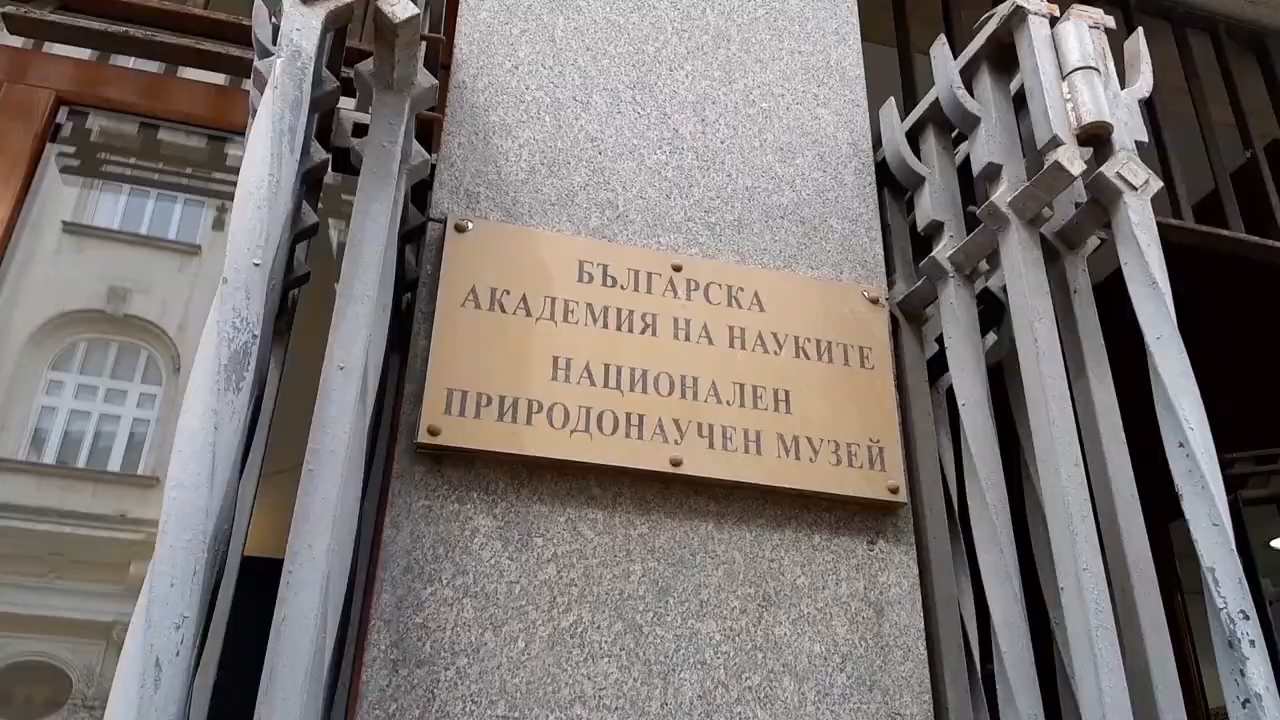 БЪЛГАРСКА
АКАДЕМИЯ НА НАУКИТЕ
НАЦИОНАЛЕН
ПРИРОДОНАУЧЕН МУЗЕЙ